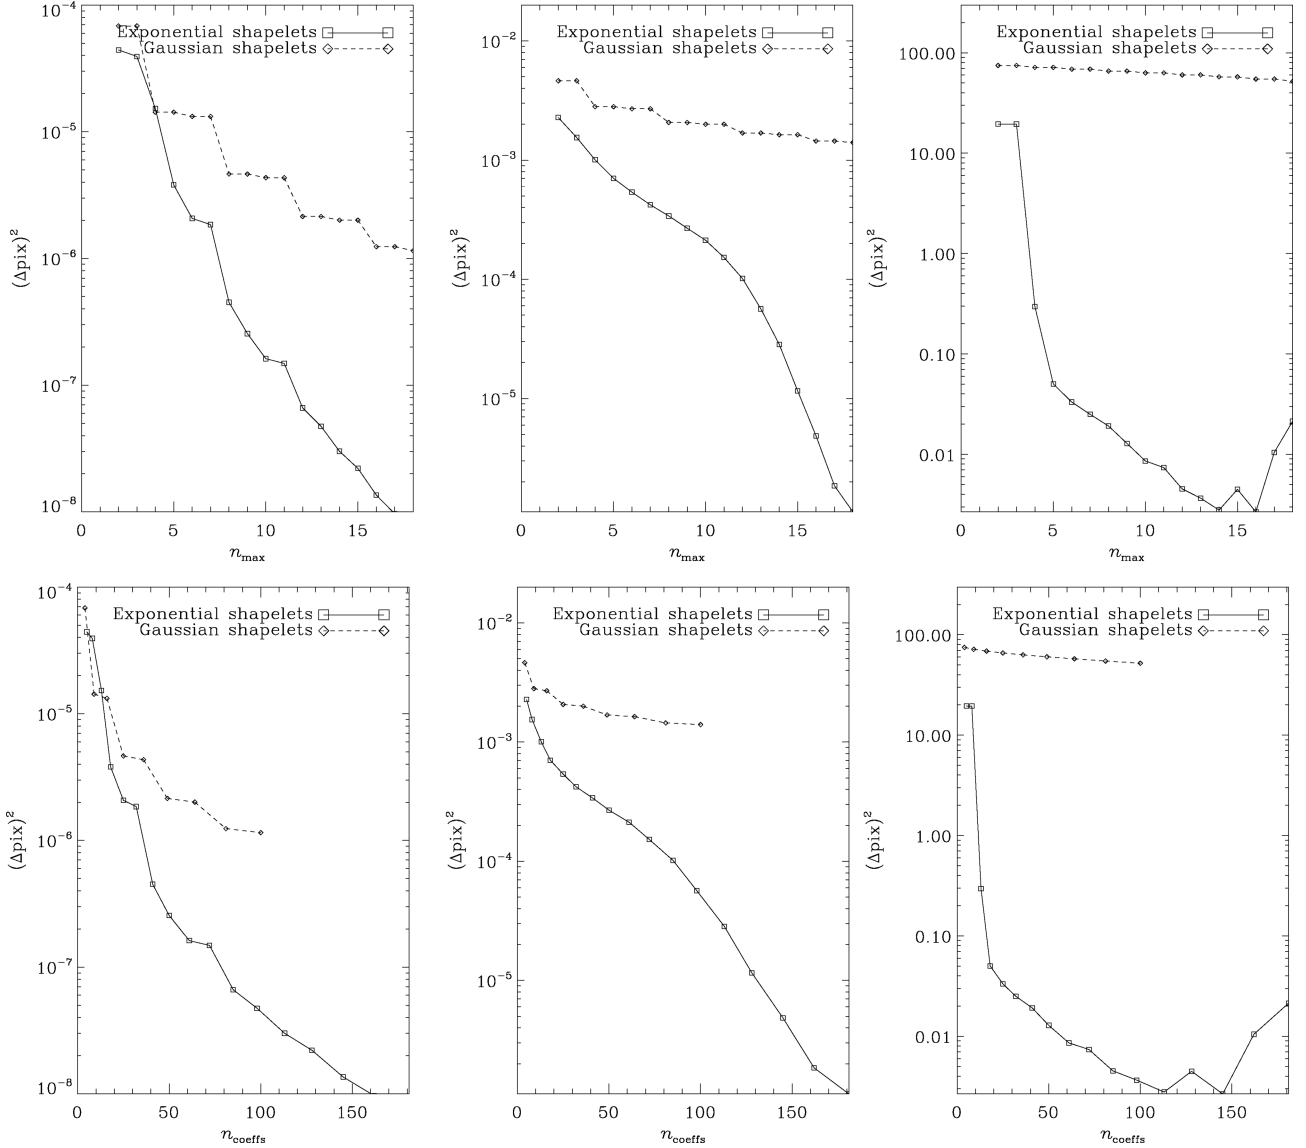 10⁻⁴
Exponential shapelets
Gaussian shapelets
10⁻⁵
10⁻⁶
10⁻⁷
10⁻⁸
(Δpix)²
0 5 10 15
n_max
10⁻²
Exponential shapelets
Gaussian shapelets
10⁻³
10⁻⁴
10⁻⁵
(Δpix)²
0 5 10 15
n_max
Exponential shapelets
Gaussian shapelets
100.00
10.00
1.00
0.10
0.01
(Δpix)²
0 5 10 15
n_max
10⁻⁴
Exponential shapelets
Gaussian shapelets
10⁻⁵
10⁻⁶
10⁻⁷
10⁻⁸
(Δpix)²
0 50 100 150
n_coeffs
10⁻²
Exponential shapelets
Gaussian shapelets
10⁻³
10⁻⁴
10⁻⁵
(Δpix)²
0 50 100 150
n_coeffs
Exponential shapelets
Gaussian shapelets
100.00
10.00
1.00
0.10
0.01
(Δpix)²
0 50 100 150
n_coeffs